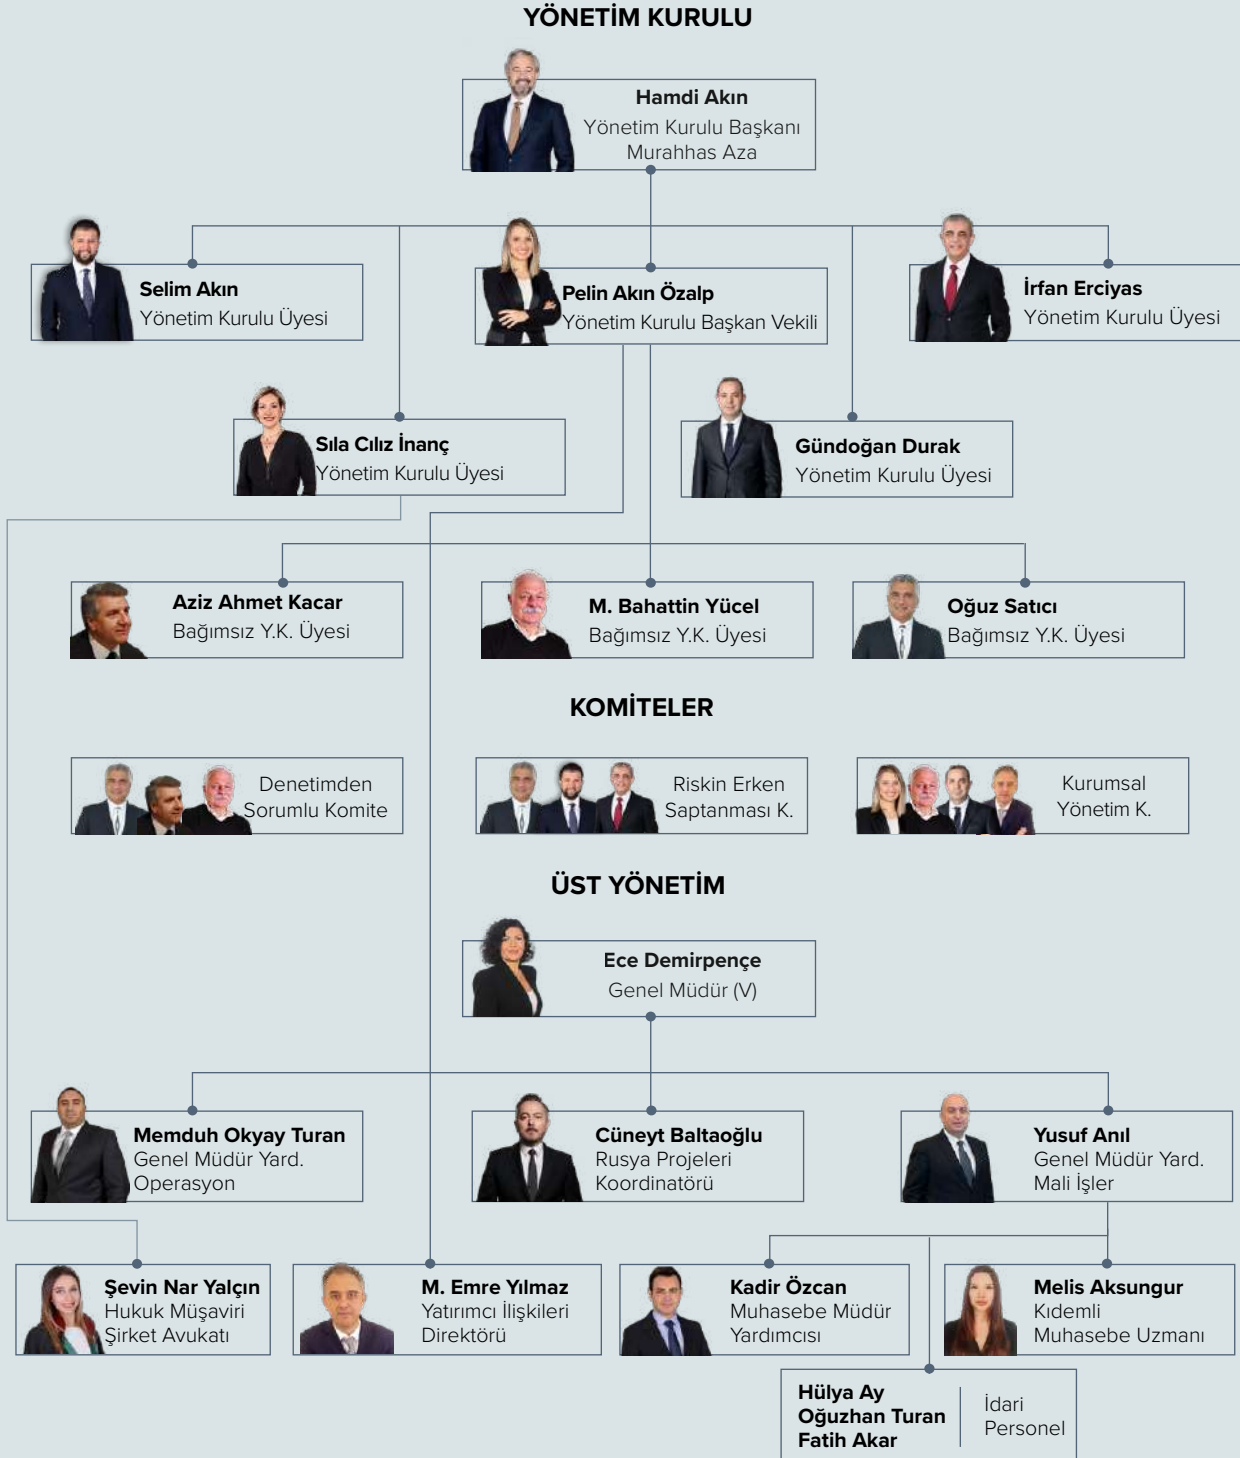 YÖNETİM KURULU
Hamdi Akın
Yönetim Kurulu Başkanı
Murahhas Aza
Selim Akın
Yönetim Kurulu Üyesi
Pelin Akın Özalp
Yönetim Kurulu Başkan Vekili
İrfan Erciyas
Yönetim Kurulu Üyesi
Sıla Cılız İnanç
Yönetim Kurulu Üyesi
Gündoğan Durak
Yönetim Kurulu Üyesi
Aziz Ahmet Kacar
Bağımsız Y.K. Üyesi
M. Bahattin Yücel
Bağımsız Y.K. Üyesi
Oğuz Satıcı
Bağımsız Y.K. Üyesi
KOMİTELER
Denetimden
Sorumlu Komite
Riskin Erken
Saptanması K.
Kurumsal
Yönetim K.
ÜST YÖNETİM
Ece Demirpençe
Genel Müdür (V)
Memduh Okyay Turan
Genel Müdür Yard.
Operasyon
Cüneyt Baltaoğlu
Rusya Projeleri
Koordinatörü
Yusuf Anıl
Genel Müdür Yard.
Mali İşler
Şevin Nar Yalçın
Hukuk Müşaviri
Şirket Avukatı
M. Emre Yılmaz
Yatırımcı İlişkileri
Direktörü
Kadir Özcan
Muhasebe Müdür
Yardımcısı
Melis Aksungur
Kıdemli
Muhasebe Uzmanı
Hülya Ay
Oğuzhan Turan
Fatih Akar
İdari
Personel